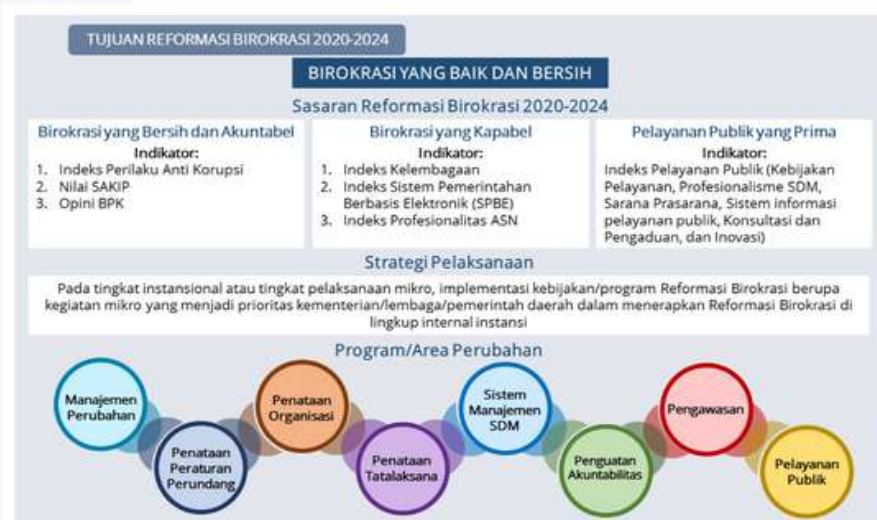 TUJUAN REFORMASI BIROKRASI 2020-2024
BIROKRASI YANG BAIK DAN BERSIH
Sasaran Reformasi Birokrasi 2020-2024
Birokrasi yang Bersih dan Akuntabel
Indikator:
1. Indeks Perilaku Anti Korupsi
2. Nilai SAKIP
3. Opini BPK
Birokrasi yang Kapabel
Indikator:
1. Indeks Kelembagaan
2. Indeks Sistem Pemerintahan
Berbasis Elektronik (SPBE)
3. Indeks Profesionalitas ASN
Pelayanan Publik yang Prima
Indikator:
Indeks Pelayanan Publik (Kebijakan
Pelayanan, Profesionalisme SDM,
Sarana Prasarana, Sistem informasi
pelayanan publik, Konsultasi dan
Pengaduan, dan Inovasi)
Strategi Pelaksanaan
Pada tingkat instansional atau tingkat pelaksanaan mikro, implementasi kebijakan/program Reformasi Birokrasi berupa
kegiatan mikro yang menjadi prioritas kementerian/lembaga/pemerintah daerah dalam menerapkan Reformasi Birokrasi di
lingkup internal instansi
Program/Area Perubahan
Manajemen
Perubahan
Penataan
Peraturan
Perundang
Penataan
Organisasi
Penataan
Tatalaksana
Sistem
Manajemen
SDM
Penguatan
Akuntabilitas
Pengawasan
Pelayanan
Publik